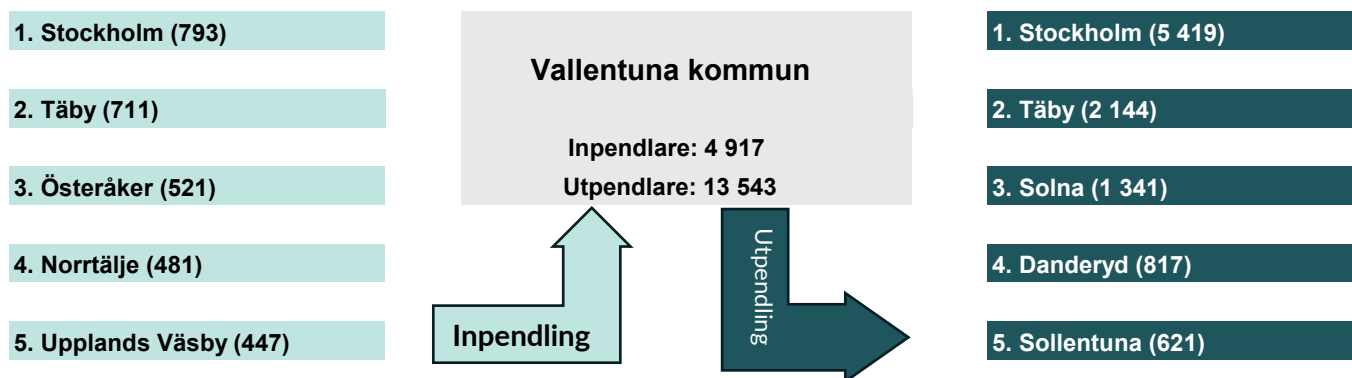 1. Stockholm (793)
2. Täby (711)
3. Österåker (521)
4. Norrtälje (481)
5. Upplands Väsby (447)
Vallentuna kommun
Inpendlare: 4 917
Utpendlare: 13 543
Inpendling
Utpendling
1. Stockholm (5 419)
2. Täby (2 144)
3. Solna (1 341)
4. Danderyd (817)
5. Sollentuna (621)